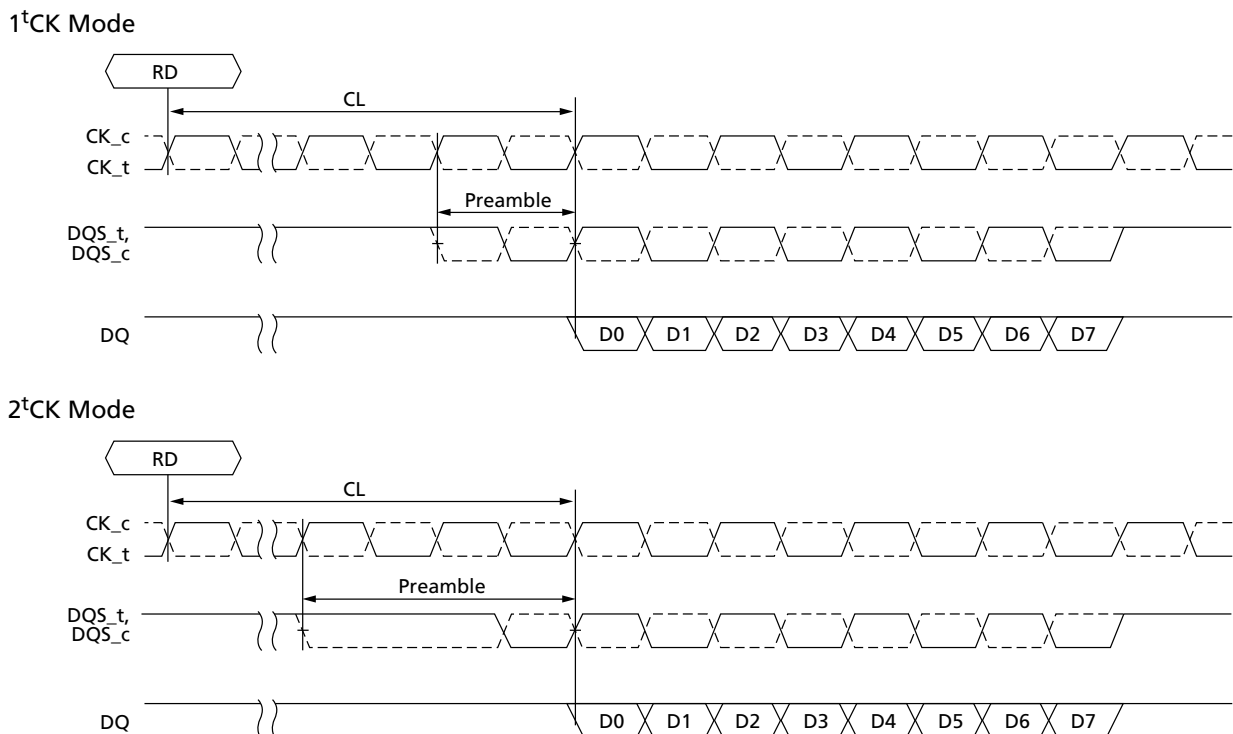 1tCK Mode
RD
CL
CK_c
CK_t
Preamble
DQS_t,
DQS_c
DQ D0 D1 D2 D3 D4 D5 D6 D7
2tCK Mode
RD
CL
CK_c
CK_t
Preamble
DQS_t,
DQS_c
DQ D0 D1 D2 D3 D4 D5 D6 D7